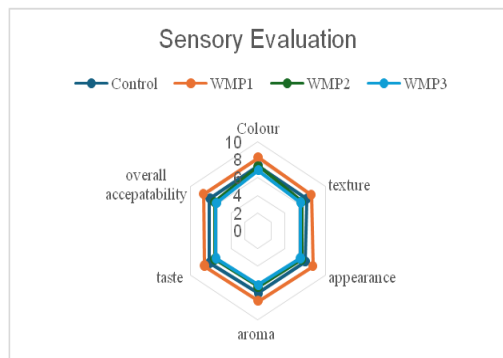 Sensory Evaluation
Control WMP1 WMP2 WMP3
Colour
10
8
6
4
2
0
texture
appearance
aroma
taste
overall
accepatability